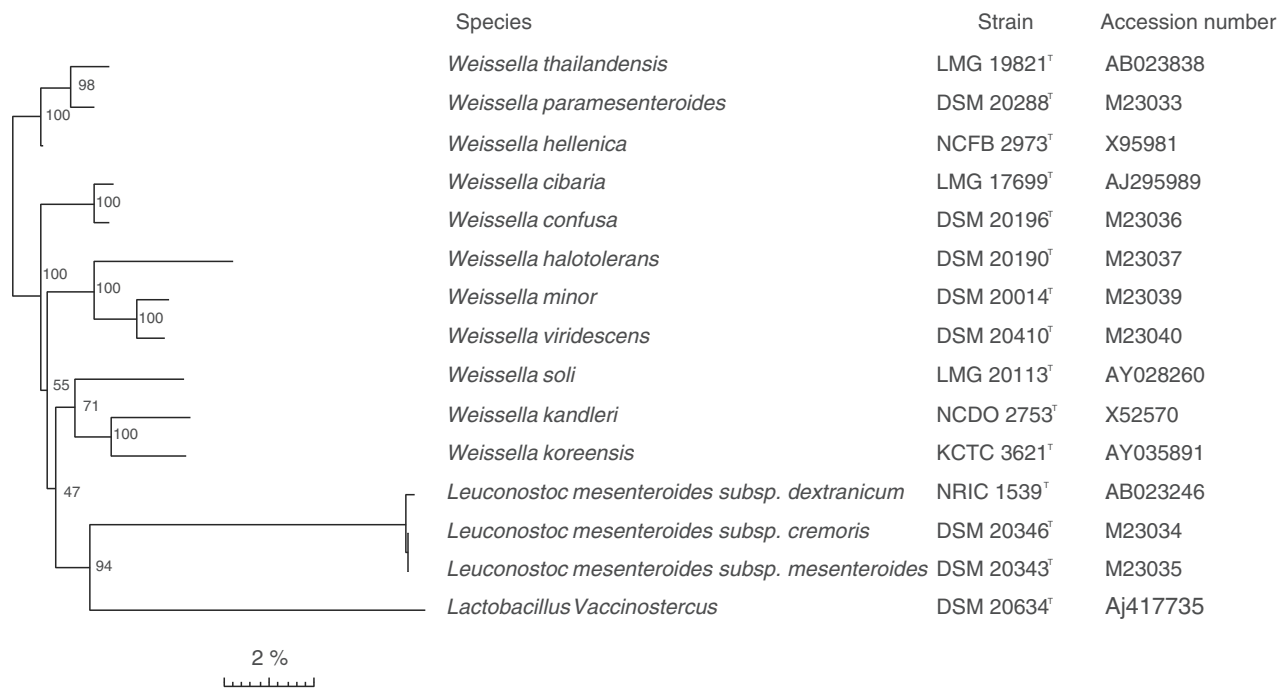 Species Strain Accession number
Weissella thailandensis LMG 19821ᵀ AB023838
98
Weissella paramesenteroides DSM 20288ᵀ M23033
100
Weissella hellenica NCFB 2973ᵀ X95981
Weissella cibaria LMG 17699ᵀ AJ295989
100
Weissella confusa DSM 20196ᵀ M23036
Weissella halotolerans DSM 20190ᵀ M23037
100
100
Weissella minor DSM 20014ᵀ M23039
100
Weissella viridescens DSM 20410ᵀ M23040
Weissella soli LMG 20113ᵀ AY028260
55
71
Weissella kandleri NCDO 2753ᵀ X52570
100
Weissella koreensis KCTC 3621ᵀ AY035891
47
Leuconostoc mesenteroides subsp. dextranicum NRIC 1539ᵀ AB023246
Leuconostoc mesenteroides subsp. cremoris DSM 20346ᵀ M23034
94
Leuconostoc mesenteroides subsp. mesenteroides DSM 20343ᵀ M23035
Lactobacillus Vaccinostercus DSM 20634ᵀ Aj417735
2 %